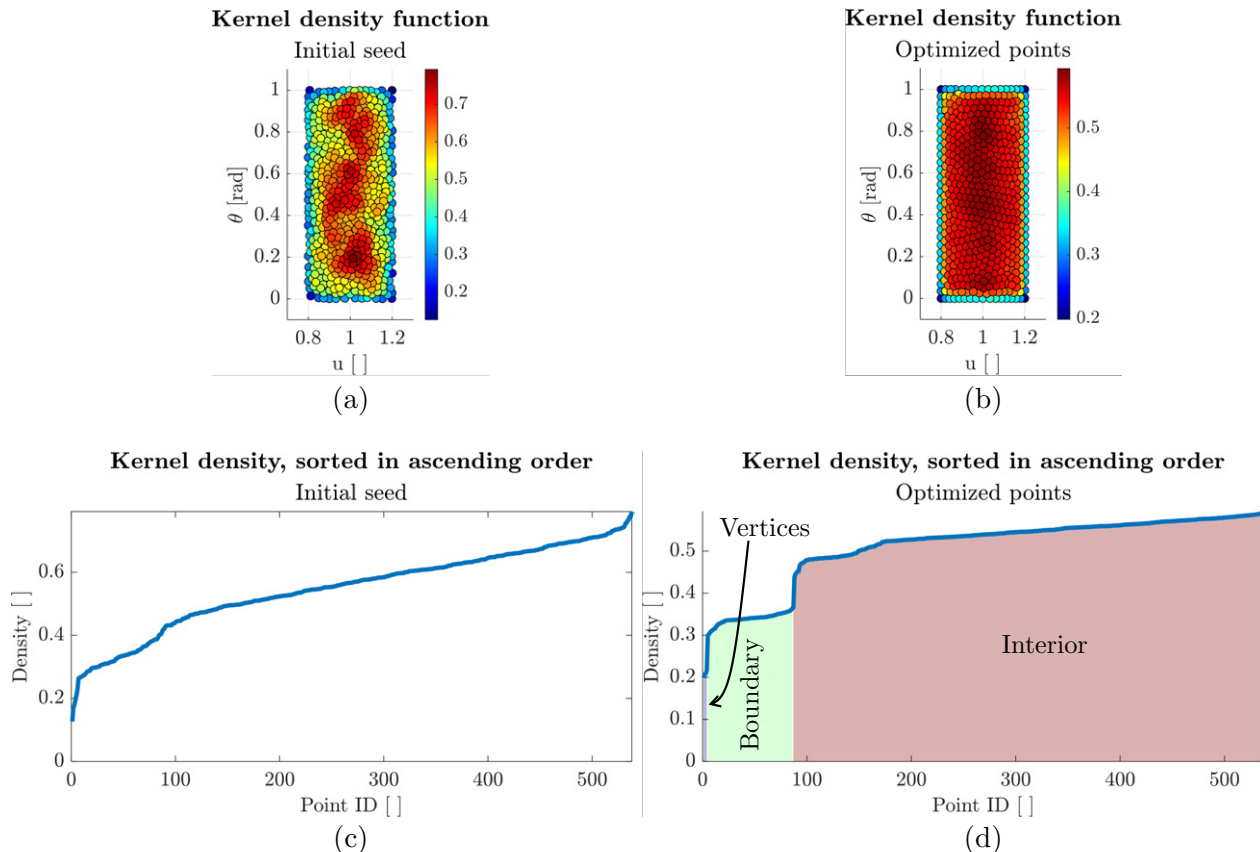 Kernel density function
Initial seed
1
0.8
0.6
0.4
0.2
0
θ [rad]
0.8 1 1.2
u [ ]
0.7
0.6
0.5
0.4
0.3
0.2
(a)
Kernel density function
Optimized points
1
0.8
0.6
0.4
0.2
0
θ [rad]
0.8 1 1.2
u [ ]
0.5
0.4
0.3
0.2
(b)
Kernel density, sorted in ascending order
Initial seed
0.6
0.4
0.2
0
Density [ ]
0 100 200 300 400 500
Point ID [ ]
(c)
Kernel density, sorted in ascending order
Optimized points
0.5
0.4
0.3
0.2
0.1
0
Density [ ]
Vertices
Boundary
Interior
0 100 200 300 400 500
Point ID [ ]
(d)